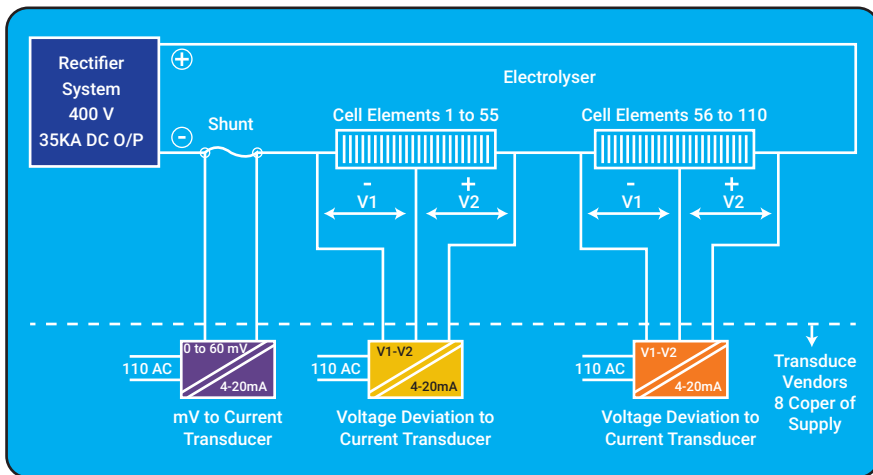 Rectifier
System
400 V
35KA DC O/P
+
-
Shunt
Electrolyser
Cell Elements 1 to 55
Cell Elements 56 to 110
-
+
V1
V2
-
+
V1
V2
110 AC
0 to 60 mV
4-20mA
mV to Current
Transducer
110 AC
V1-V2
4-20mA
Voltage Deviation to
Current Transducer
110 AC
V1-V2
4-20mA
Voltage Deviation to
Current Transducer
Transduce
Vendors
8 Coper of
Supply